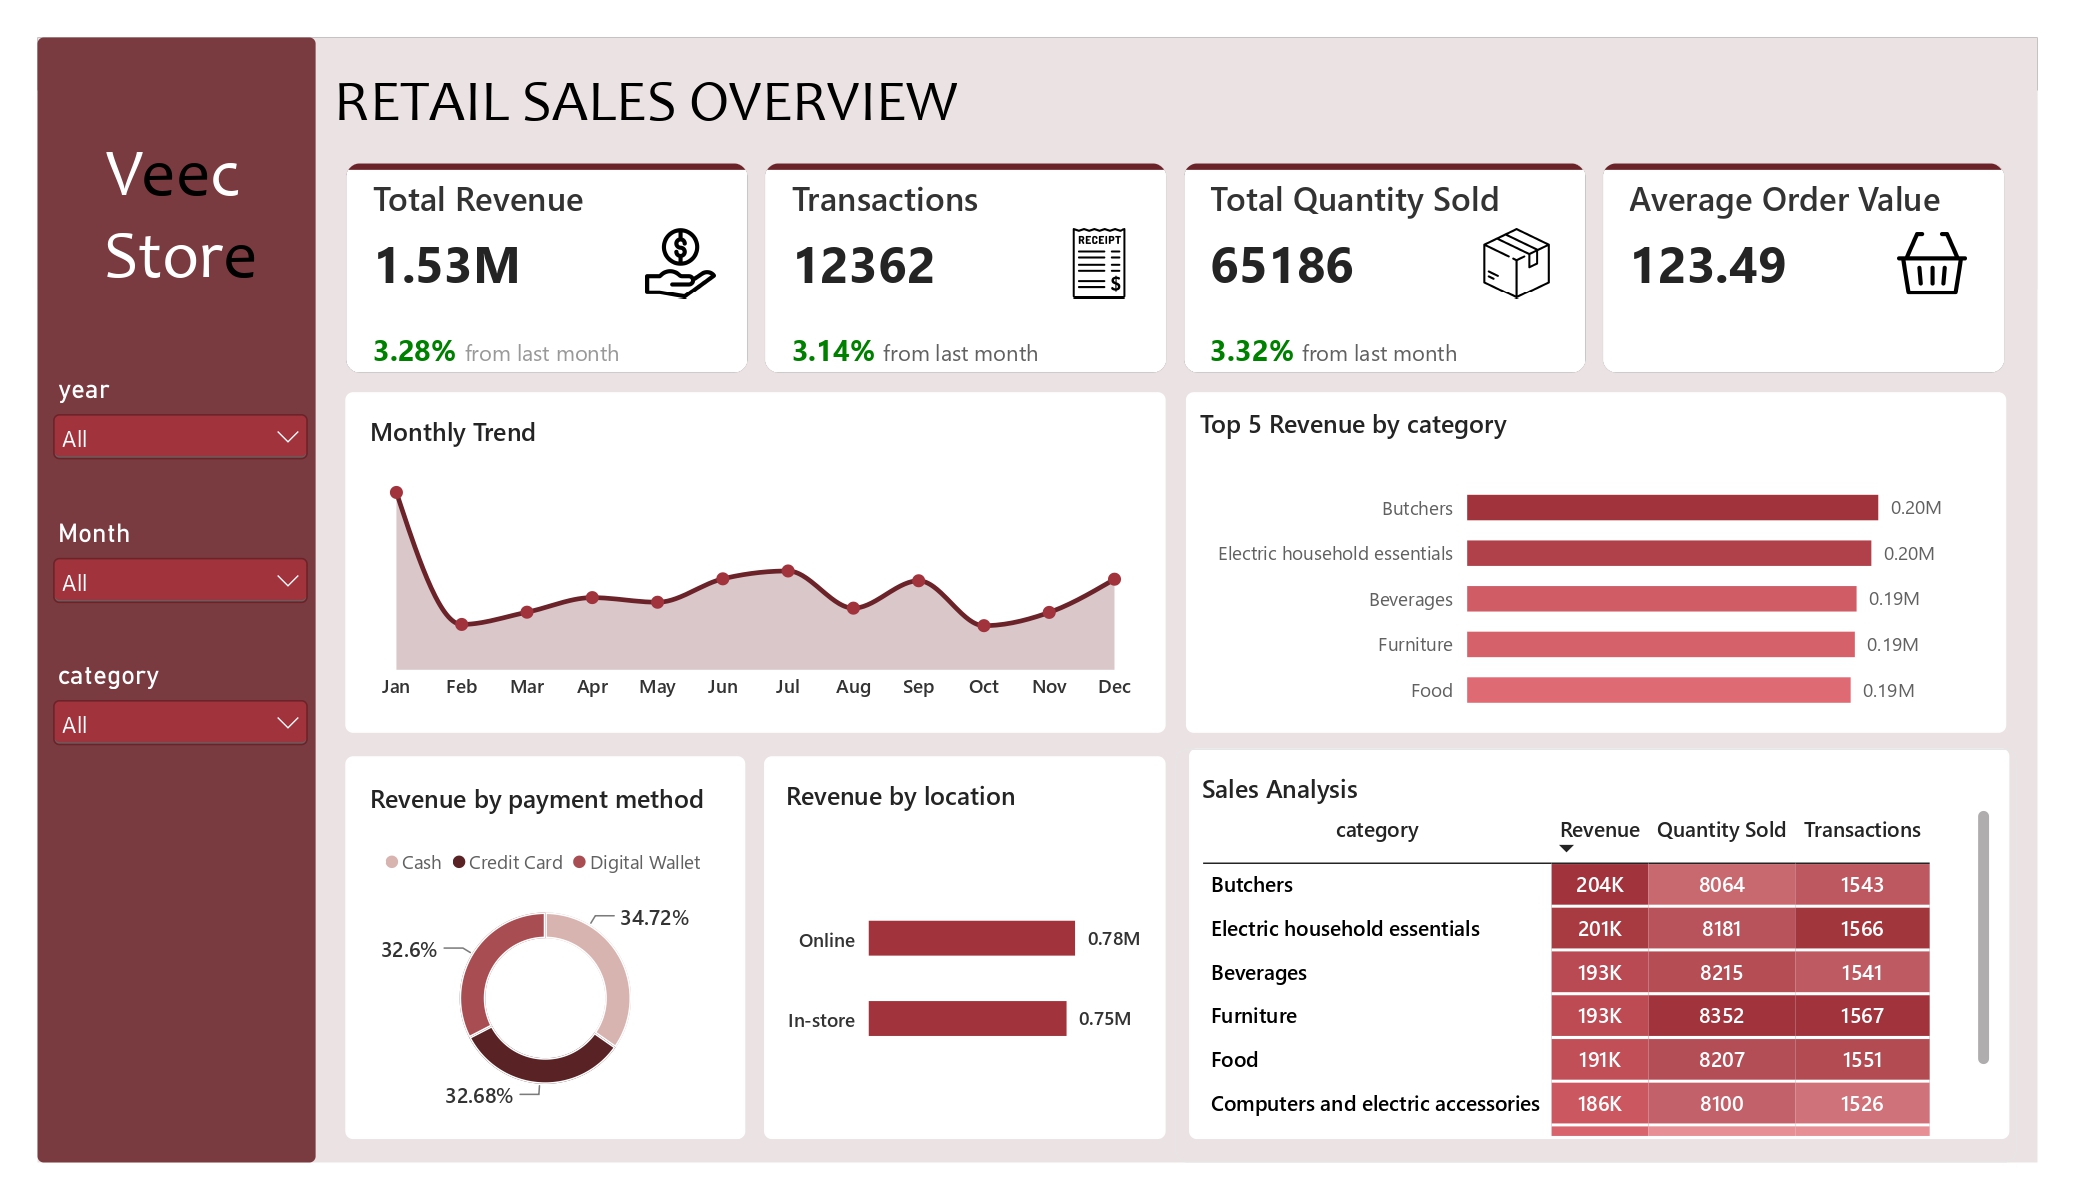 Veec
Store
year
All
Month
All
category
All
RETAIL SALES OVERVIEW
Total Revenue
1.53M
3.28% from last month
Transactions
12362
RECEIPT
$
3.14% from last month
Total Quantity Sold
65186
3.32% from last month
Average Order Value
123.49
Monthly Trend
Jan Feb Mar Apr May Jun Jul Aug Sep Oct Nov Dec
Top 5 Revenue by category
Butchers 0.20M
Electric household essentials 0.20M
Beverages 0.19M
Furniture 0.19M
Food 0.19M
Revenue by payment method
Cash Credit Card Digital Wallet
34.72%
32.6%
32.68%
Revenue by location
Online 0.78M
In-store 0.75M
Sales Analysis
category Revenue Quantity Sold Transactions
Butchers 204K 8064 1543
Electric household essentials 201K 8181 1566
Beverages 193K 8215 1541
Furniture 193K 8352 1567
Food 191K 8207 1551
Computers and electric accessories 186K 8100 1526